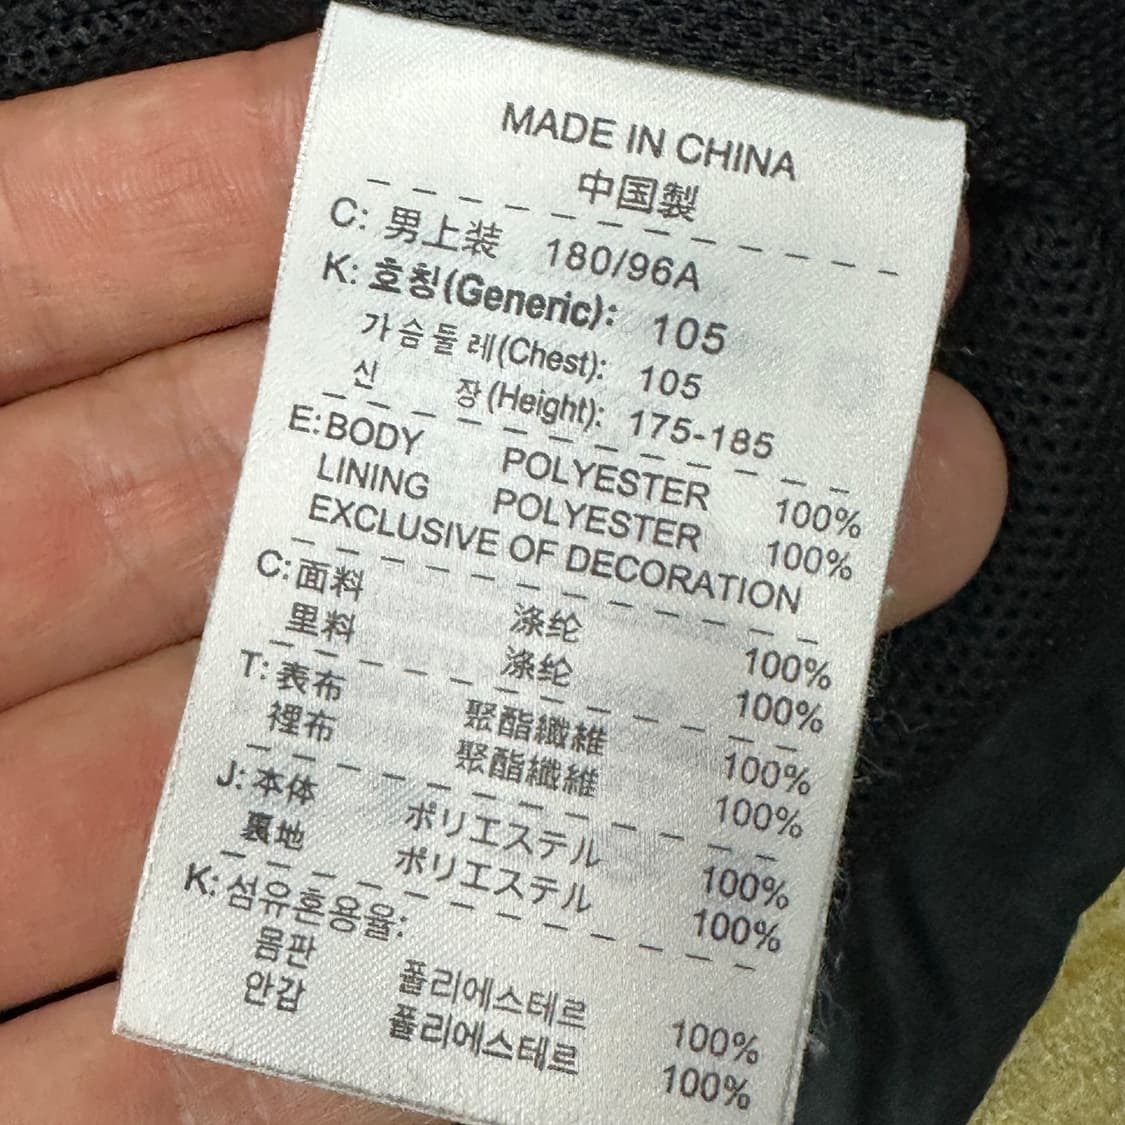 MADE IN CHINA
中国製
C: 男上装 180/96A
K: 호칭(Generic): 105
가슴둘레(Chest): 105
신 장(Height): 175-185
E:BODY POLYESTER 100%
LINING POLYESTER 100%
EXCLUSIVE OF DECORATION
C:面料 涤纶 100%
里料 涤纶 100%
T:表布 聚酯纖維 100%
裡布 聚酯纖維 100%
J:本体 ポリエステル 100%
裏地 ポリエステル 100%
K:섬유혼용율:
몸판 폴리에스테르 100%
안감 폴리에스테르 100%